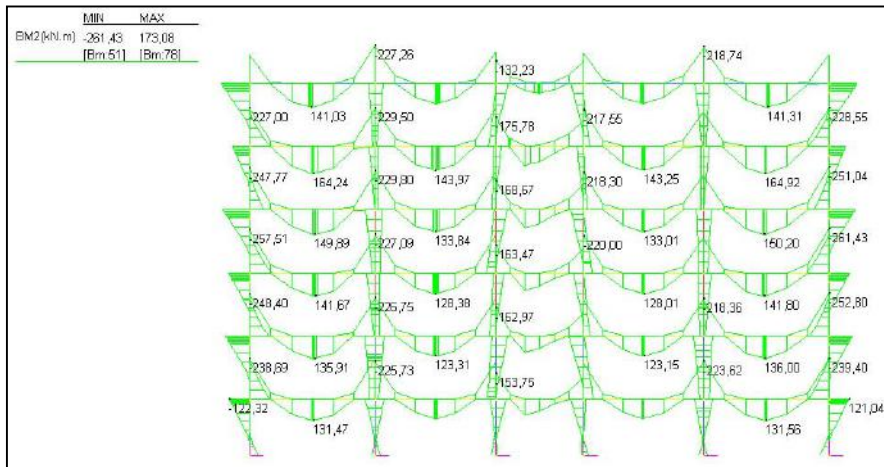 MIN MAX
BM2(kN.m) -261,43 173,08
[Bm:51] [Bm:78]
227,26 218,74
132,23
227,00 141,03 229,50 175,78 217,55 141,31 228,55
247,77 164,24 229,80 143,97 168,67 218,30 143,25 164,92 251,04
-257,51 149,89 -227,09 133,84 163,47 -220,00 133,01 150,20 -261,43
-248,40 141,67 226,75 128,38 162,97 128,01 218,36 141,80 252,80
-238,69 135,91 225,73 123,31 153,75 123,15 223,62 136,00 -239,40
-122,32 131,47 131,56 121,04